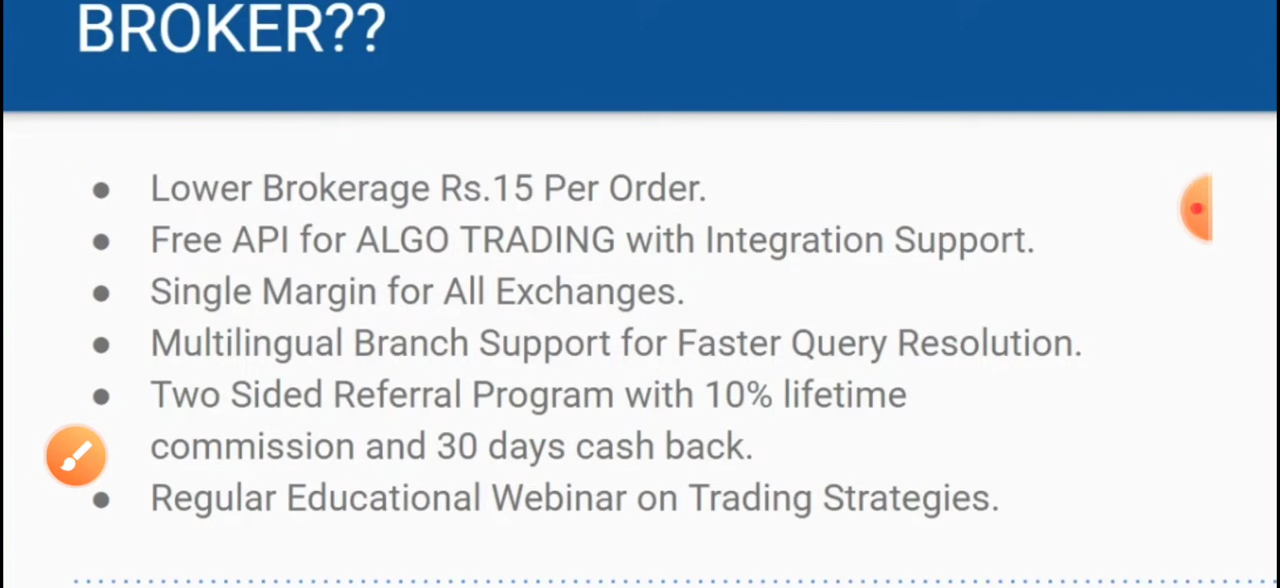 BROKER??
● Lower Brokerage Rs.15 Per Order.
● Free API for ALGO TRADING with Integration Support.
● Single Margin for All Exchanges.
● Multilingual Branch Support for Faster Query Resolution.
● Two Sided Referral Program with 10% lifetime
commission and 30 days cash back.
● Regular Educational Webinar on Trading Strategies.